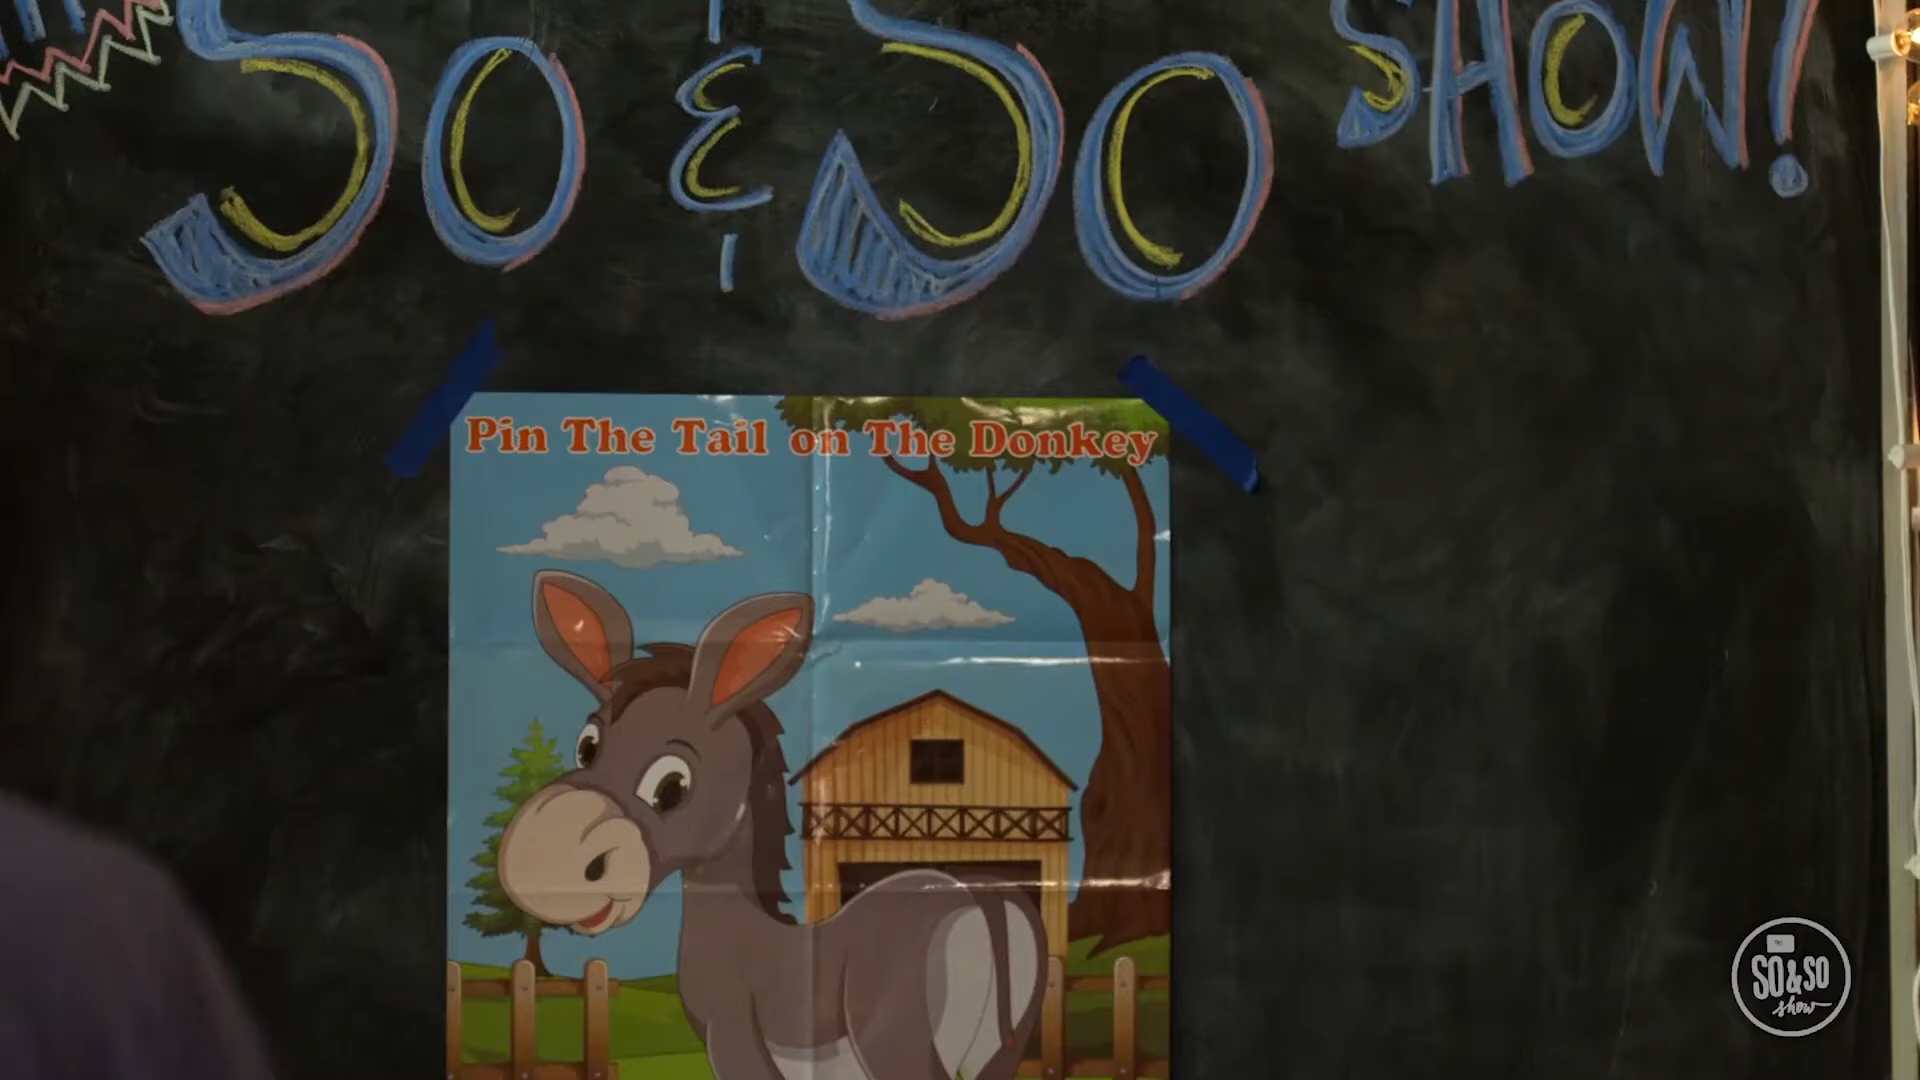 SO & SO SHOW!
Pin The Tail on The Donkey
SO & SO
show